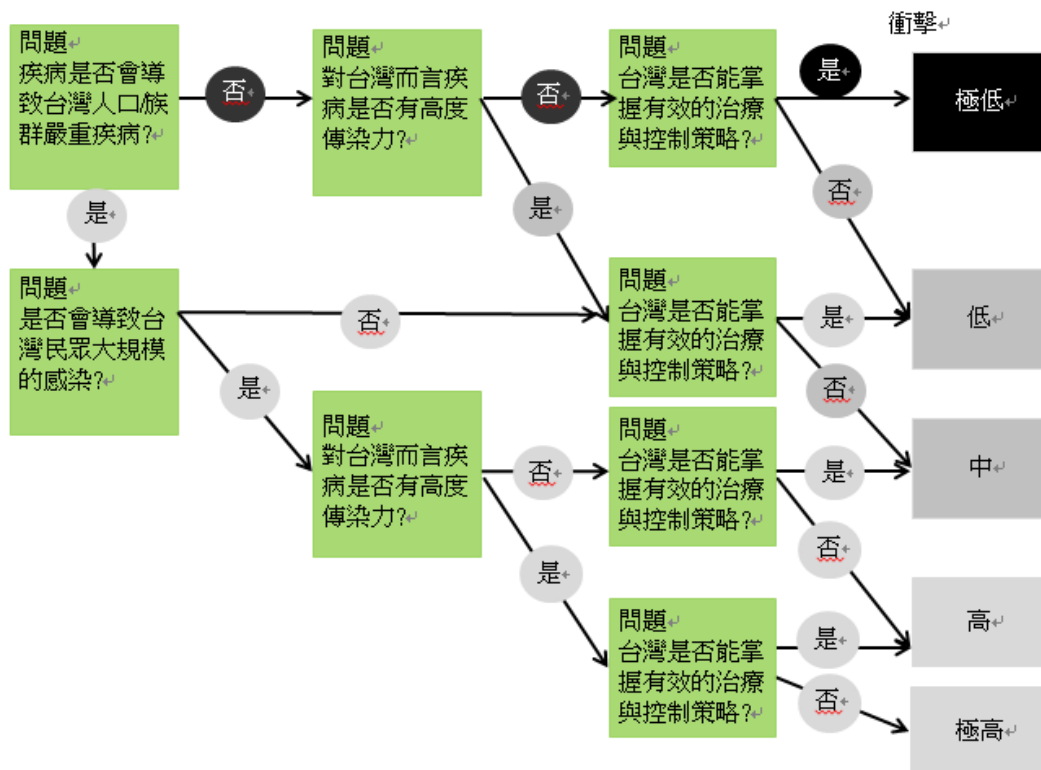 衝擊
問題
疾病是否會導
致台灣人口族
群嚴重疾病?
否
問題
對台灣而言疾
病是否有高度
傳染力?
否
問題
台灣是否能掌
握有效的治療
與控制策略?
是
極低
否
是
是
問題
是否會導致台
灣民眾大規模
的感染?
否
問題
台灣是否能掌
握有效的治療
與控制策略?
是
低
否
是
問題
對台灣而言疾
病是否有高度
傳染力?
否
問題
台灣是否能掌
握有效的治療
與控制策略?
是
中
否
是
問題
台灣是否能掌
握有效的治療
與控制策略?
是
高
否
極高